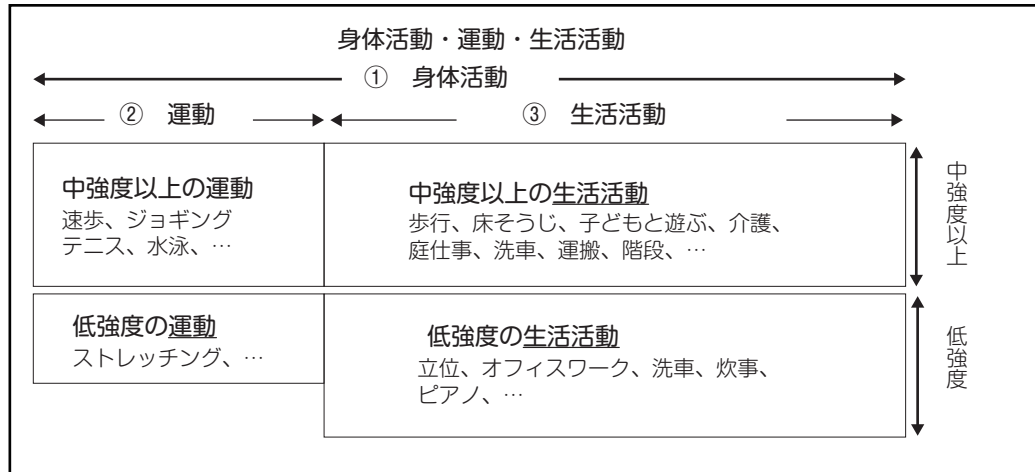 身体活動・運動・生活活動
① 身体活動
② 運動
③ 生活活動
中強度以上の運動
速歩、ジョギング
テニス、水泳、…
中強度以上の生活活動
歩行、床そうじ、子どもと遊ぶ、介護、
庭仕事、洗車、運搬、階段、…
中強度以上
低強度の運動
ストレッチング、…
低強度の生活活動
立位、オフィスワーク、洗車、炊事、
ピアノ、…
低強度